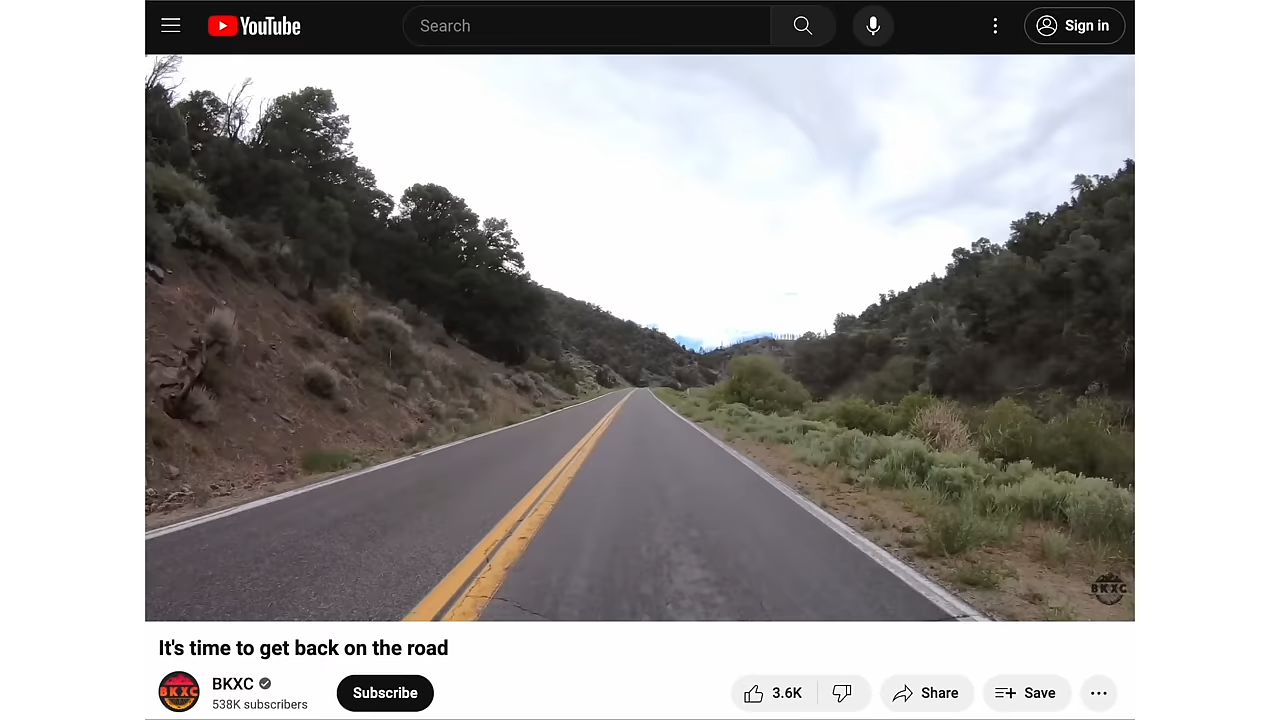 YouTube
Search
Sign in
BKXC
It's time to get back on the road
BKXC
BKXC
538K subscribers
Subscribe
3.6K
Share
Save